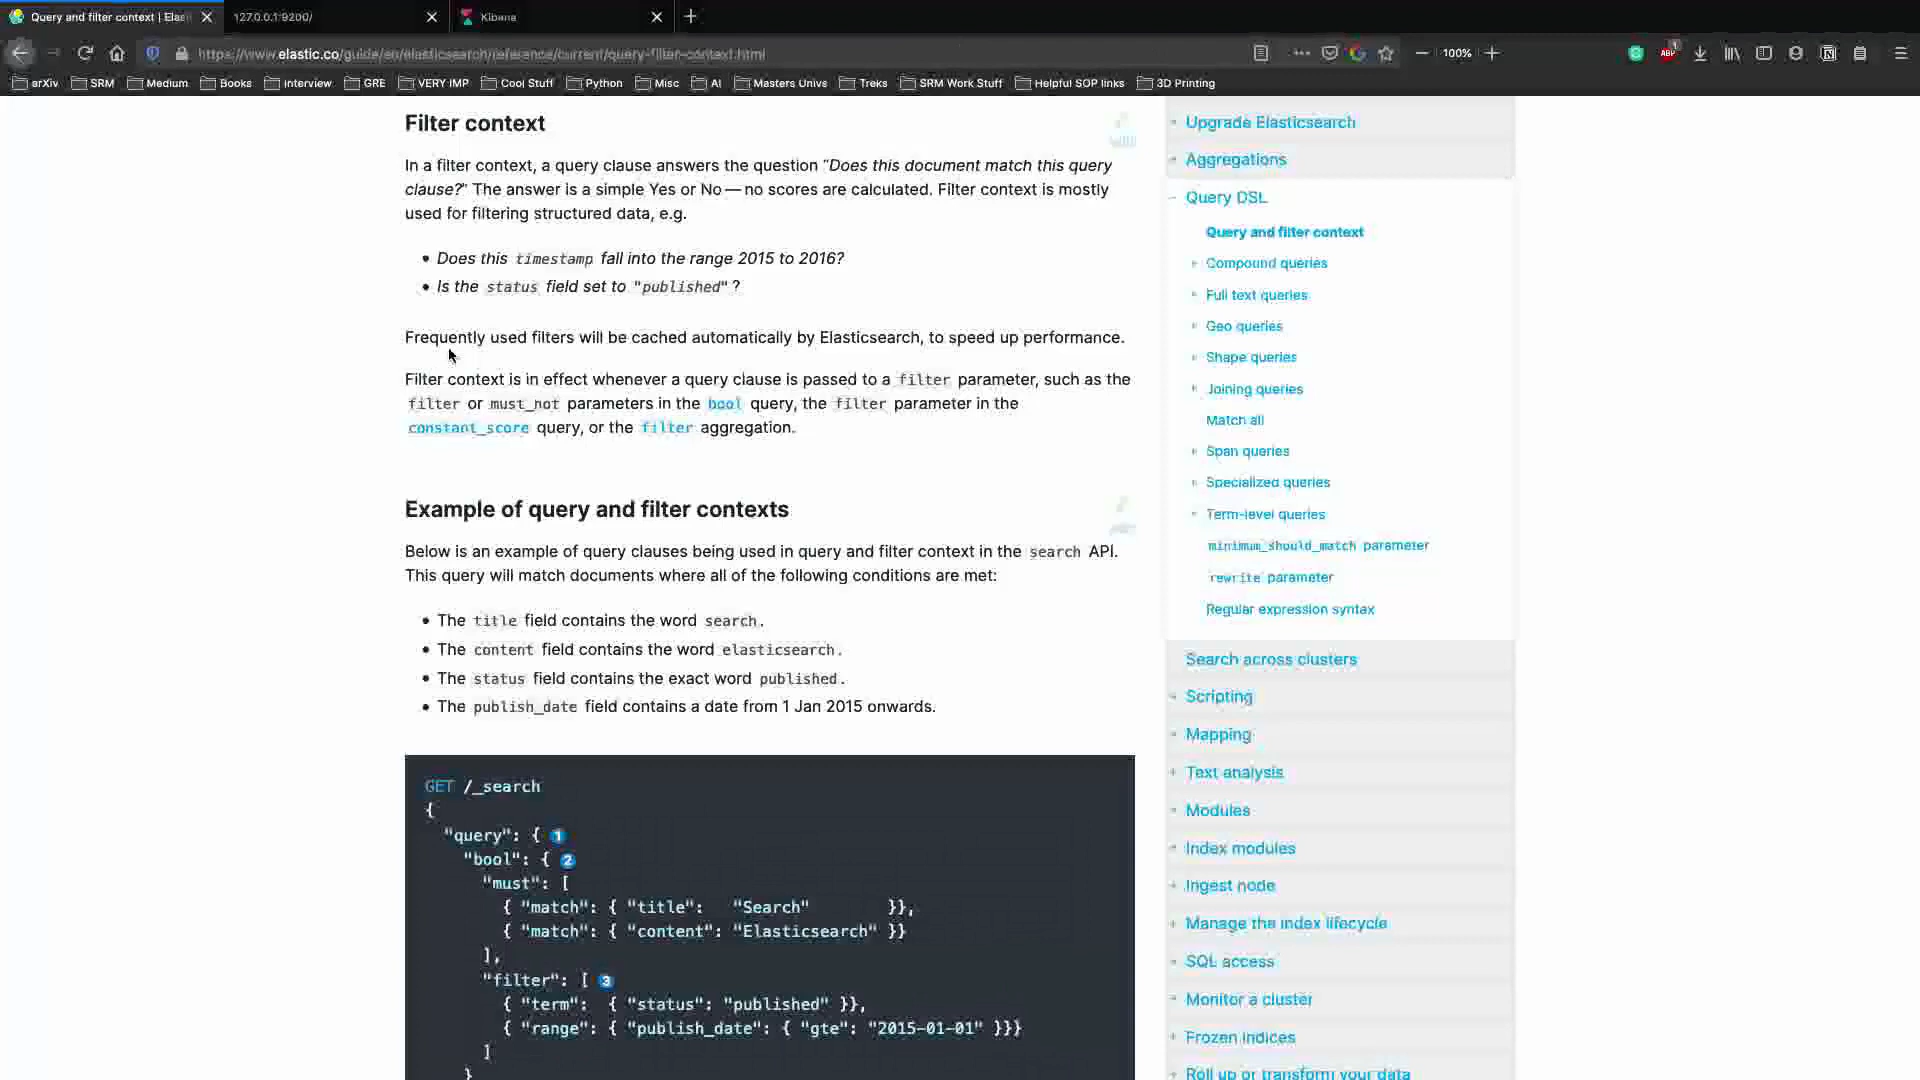 Query and filter context | Elas
127.0.0.1:9200/
Kibana
https://www.elastic.co/guide/en/elasticsearch/reference/current/query-filter-context.html
100%
ABP
1
arXiv
SRM
Medium
Books
Interview
GRE
VERY IMP
Cool Stuff
Python
Misc
AI
Masters Univs
Treks
SRM Work Stuff
Helpful SOP links
3D Printing
Filter context
In a filter context, a query clause answers the question “Does this document match this query
clause?” The answer is a simple Yes or No — no scores are calculated. Filter context is mostly
used for filtering structured data, e.g.
• Does this timestamp fall into the range 2015 to 2016?
• Is the status field set to "published"?
Frequently used filters will be cached automatically by Elasticsearch, to speed up performance.
Filter context is in effect whenever a query clause is passed to a filter parameter, such as the
filter or must_not parameters in the bool query, the filter parameter in the
constant_score query, or the filter aggregation.
Example of query and filter contexts
Below is an example of query clauses being used in query and filter context in the search API.
This query will match documents where all of the following conditions are met:
• The title field contains the word search.
• The content field contains the word elasticsearch.
• The status field contains the exact word published.
• The publish_date field contains a date from 1 Jan 2015 onwards.
GET /_search
{
"query": { 1
"bool": { 2
"must": [
{ "match": { "title":   "Search"        }},
{ "match": { "content": "Elasticsearch" }}
],
"filter": [ 3
{ "term":  { "status": "published" }},
{ "range": { "publish_date": { "gte": "2015-01-01" }}}
]
}
Upgrade Elasticsearch
Aggregations
Query DSL
Query and filter context
Compound queries
Full text queries
Geo queries
Shape queries
Joining queries
Match all
Span queries
Specialized queries
Term-level queries
minimum_should_match parameter
rewrite parameter
Regular expression syntax
Search across clusters
Scripting
Mapping
Text analysis
Modules
Index modules
Ingest node
Manage the index lifecycle
SQL access
Monitor a cluster
Frozen indices
Roll up or transform your data